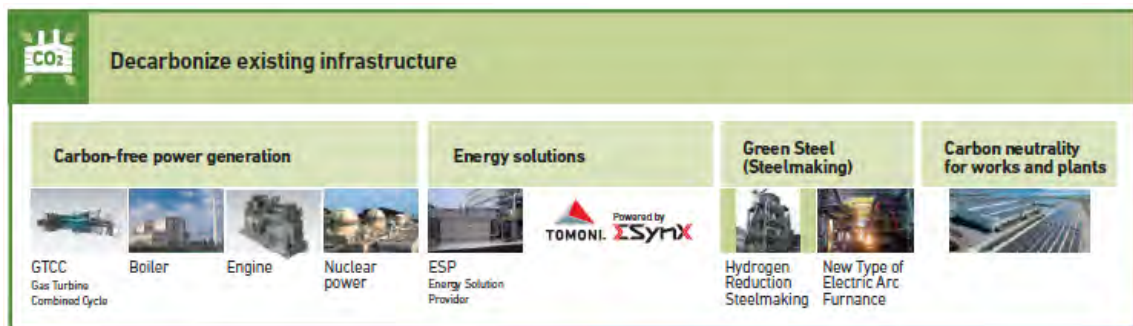 CO2
Decarbonize existing infrastructure
Carbon-free power generation
Energy solutions
Green Steel
(Steelmaking)
Carbon neutrality
for works and plants
GTCC
Gas Turbine
Combined Cycle
Boiler
Engine
Nuclear
power
ESP
Energy Solution
Provider
TOMONI.
Powered by
ΣSynX
Hydrogen
Reduction
Steelmaking
New Type of
Electric Arc
Furnance